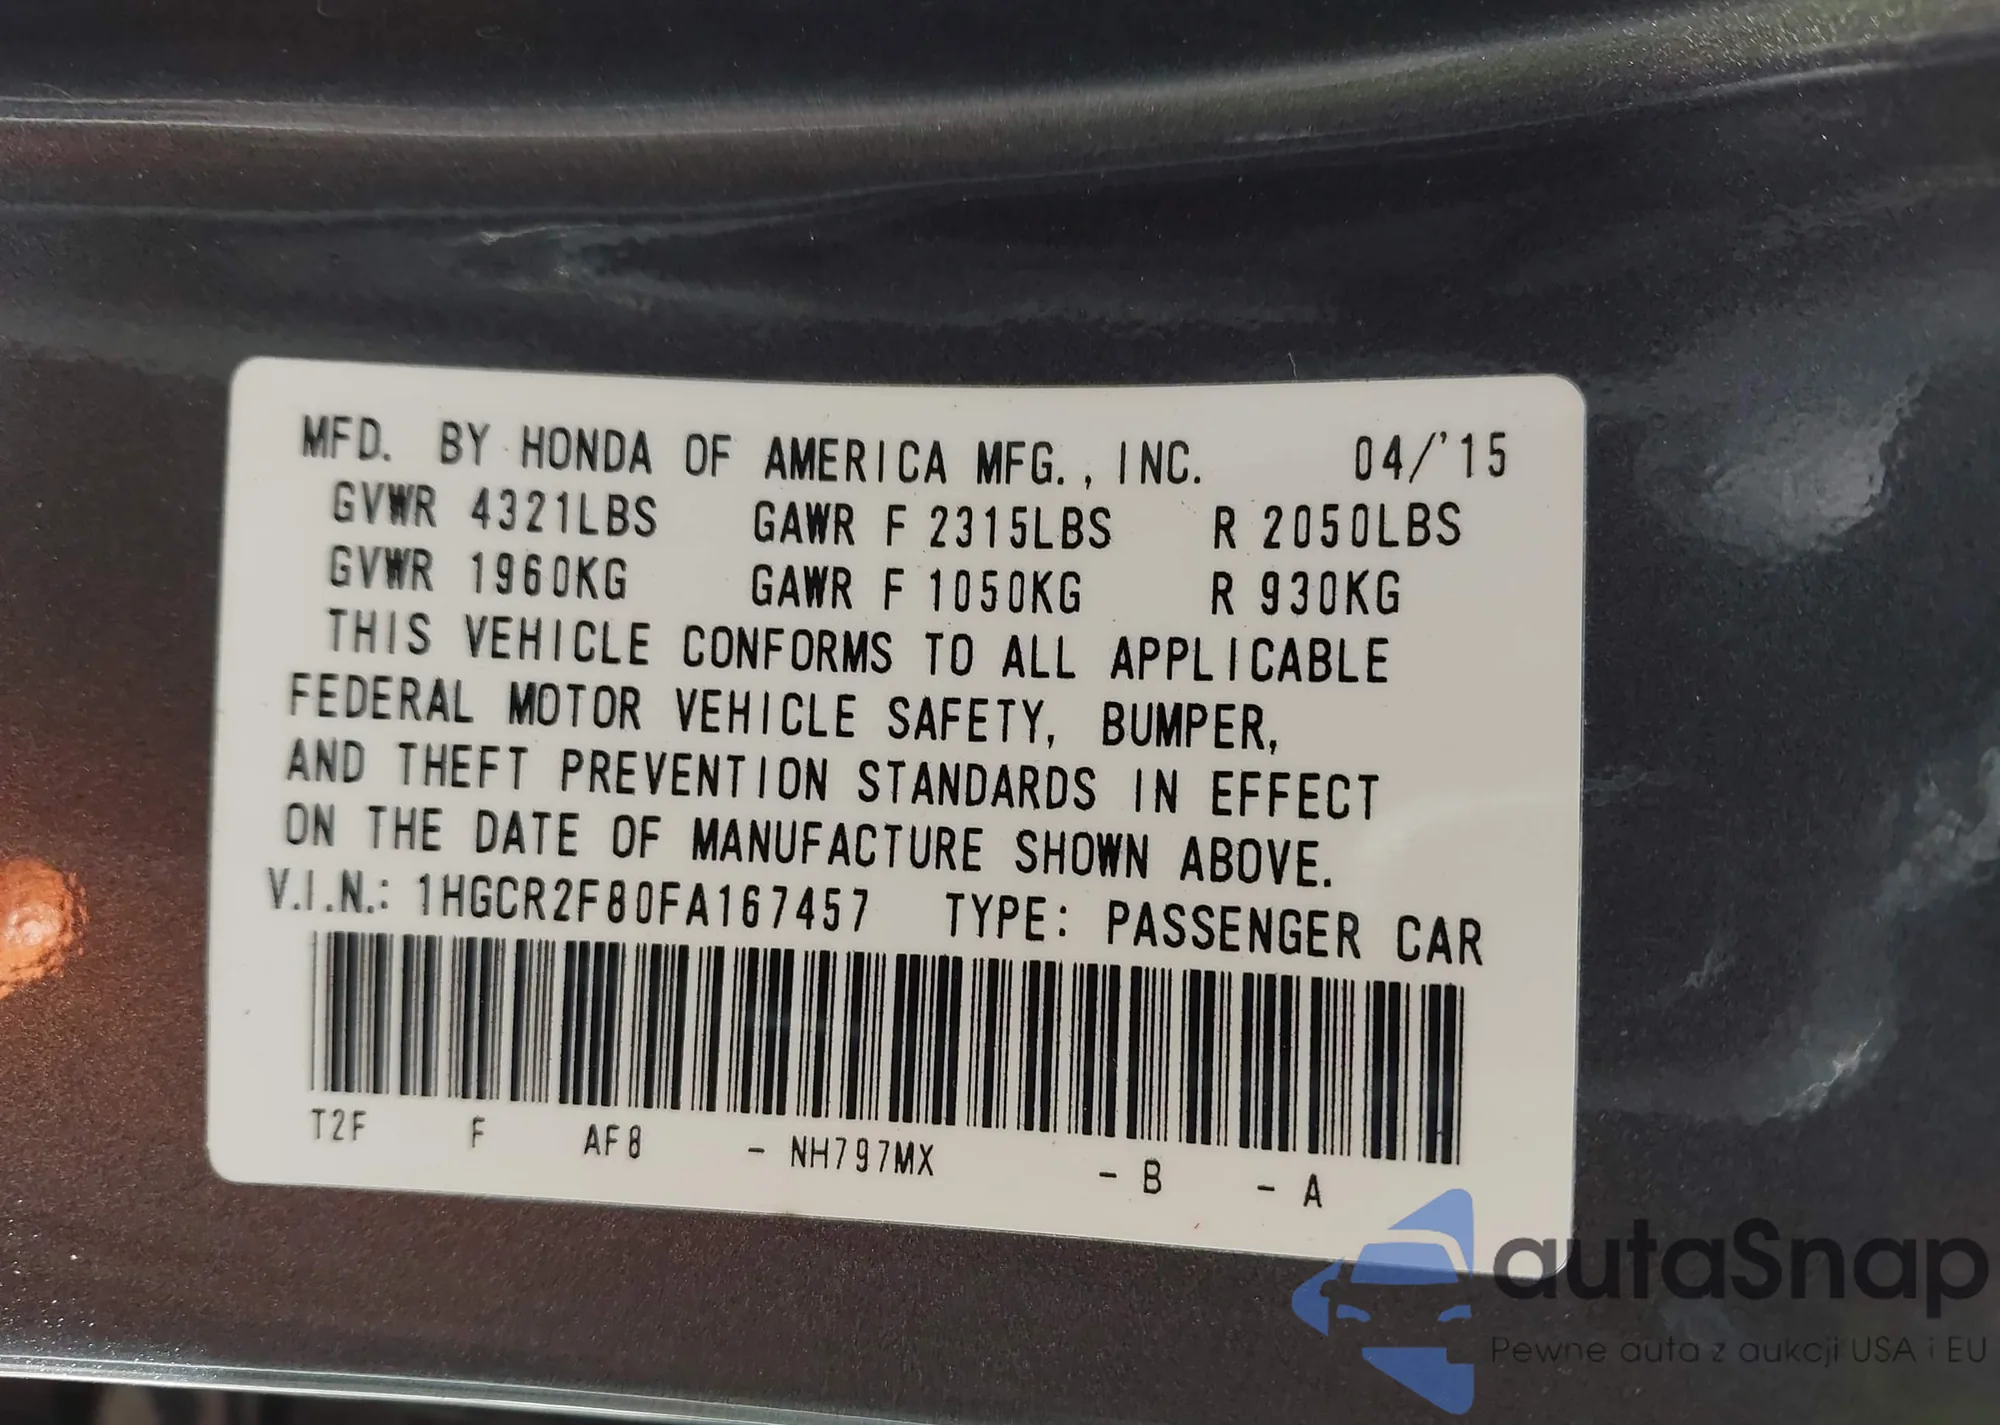 MFD. BY HONDA OF AMERICA MFG., INC. 04/'15
GVWR 4321LBS GAWR F 2315LBS R 2050LBS
GVWR 1960KG GAWR F 1050KG R 930KG
THIS VEHICLE CONFORMS TO ALL APPLICABLE
FEDERAL MOTOR VEHICLE SAFETY, BUMPER,
AND THEFT PREVENTION STANDARDS IN EFFECT
ON THE DATE OF MANUFACTURE SHOWN ABOVE.
V.I.N.: 1HGCR2F80FA167457 TYPE: PASSENGER CAR
T2F F AF8 - NH797MX - B - A
autaSnap
Pewne auta z aukcji USA i EU